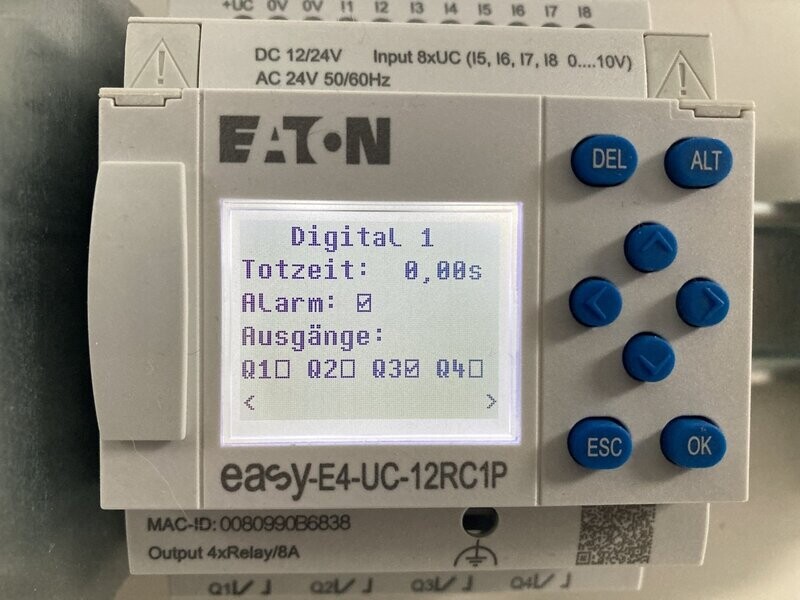 +UC 0V 0V I1 I2 I3 I4 I5 I6 I7 I8
DC 12/24V Input 8xUC (I5, I6, I7, I8 0....10V)
AC 24V 50/60Hz
EATON
DEL ALT
Digital 1
Totzeit: 0,00s
Alarm: ☑
Ausgänge:
Q1☐ Q2☐ Q3☑ Q4☐
< >
ESC OK
easy-E4-UC-12RC1P
MAC-ID: 0080990B6838
Output 4xRelay/8A
Q1 Q2 Q3 Q4